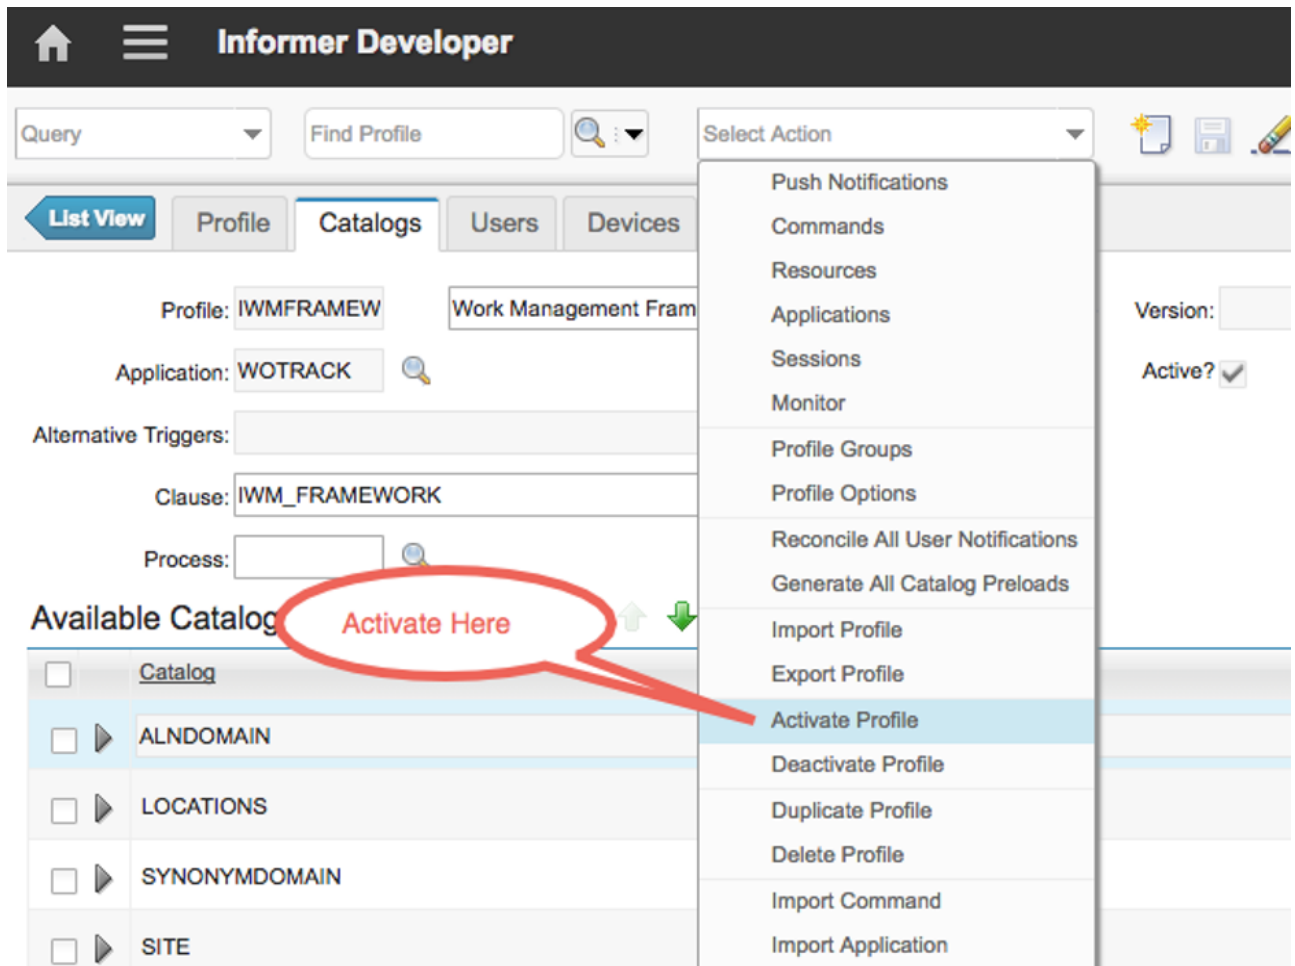 Informer Developer
Query
Find Profile
Select Action
List View
Profile
Catalogs
Users
Devices
Profile: IWMFRAMEW
Work Management Fram
Version:
Application: WOTRACK
Active?
Alternative Triggers:
Clause: IWM_FRAMEWORK
Process:
Available Catalog
Activate Here
Catalog
ALNDOMAIN
LOCATIONS
SYNONYMDOMAIN
SITE
Push Notifications
Commands
Resources
Applications
Sessions
Monitor
Profile Groups
Profile Options
Reconcile All User Notifications
Generate All Catalog Preloads
Import Profile
Export Profile
Activate Profile
Deactivate Profile
Duplicate Profile
Delete Profile
Import Command
Import Application